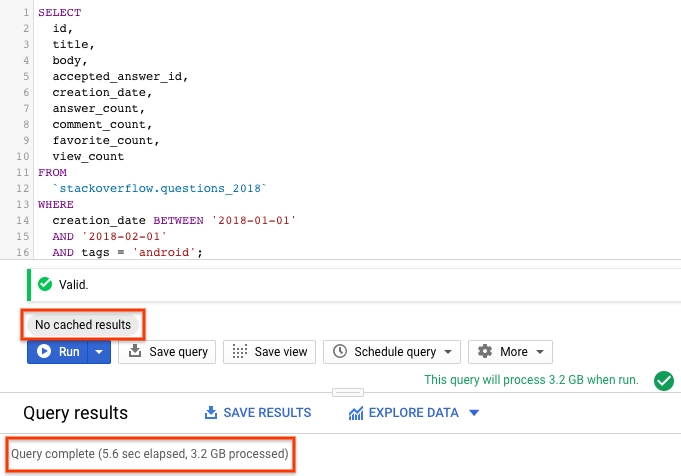 1 SELECT
2 id,
3 title,
4 body,
5 accepted_answer_id,
6 creation_date,
7 answer_count,
8 comment_count,
9 favorite_count,
10 view_count
11 FROM
12 `stackoverflow.questions_2018`
13 WHERE
14 creation_date BETWEEN '2018-01-01'
15 AND '2018-02-01'
16 AND tags = 'android';
Valid.
No cached results
Run Save query Save view Schedule query More
This query will process 3.2 GB when run.
Query results SAVE RESULTS EXPLORE DATA
Query complete (5.6 sec elapsed, 3.2 GB processed)